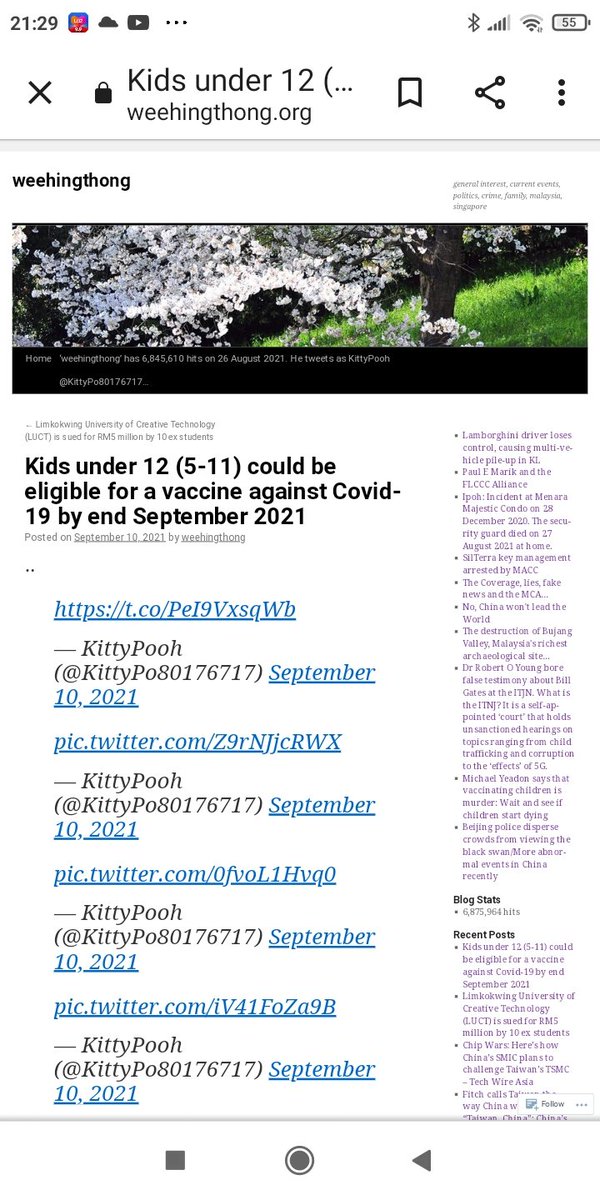 21:29
55
Kids under 12 (...
weehingthong.org
weehingthong
general interest, current events,
politics, crime, family, malaysia,
singapore
Home 'weehingthong' has 6,845,610 hits on 26 August 2021. He tweets as KittyPooh
@KittyPo80176717...
← Limkokwing University of Creative Technology
(LUCT) is sued for RM5 million by 10 ex students
Kids under 12 (5-11) could be
eligible for a vaccine against Covid-
19 by end September 2021
Posted on September 10, 2021 by weehingthong
..
https://t.co/PeI9VxsqWb
— KittyPooh
(@KittyPo80176717) September
10, 2021
pic.twitter.com/Z9rNJjcRWX
— KittyPooh
(@KittyPo80176717) September
10, 2021
pic.twitter.com/0fvoL1Hvq0
— KittyPooh
(@KittyPo80176717) September
10, 2021
pic.twitter.com/iV41FoZa9B
— KittyPooh
(@KittyPo80176717) September
10, 2021
Lamborghini driver loses
control, causing multi-ve-
hicle pile-up in KL
Paul E Marik and the
FLCCC Alliance
Ipoh: Incident at Menara
Majestic Condo on 28
December 2020. The secu-
rity guard died on 27
August 2021 at home.
SilTerra key management
arrested by MACC
The Coverage, lies, fake
news and the MCA...
No, China won't lead the
World
The destruction of Bujang
Valley, Malaysia's richest
archaeological site...
Dr Robert O Young bore
false testimony about Bill
Gates at the ITJN. What is
the ITNJ? It is a self-ap-
pointed 'court' that holds
unsanctioned hearings on
topics ranging from child
trafficking and corruption
to the 'effects' of 5G.
Michael Yeadon says that
vaccinating children is
murder: Wait and see if
children start dying
Beijing police disperse
crowds from viewing the
black swan/More abnor-
mal events in China
recently
Blog Stats
6,875,964 hits
Recent Posts
Kids under 12 (5-11) could
be eligible for a vaccine
against Covid-19 by end
September 2021
Limkokwing University of
Creative Technology
(LUCT) is sued for RM5
million by 10 ex students
Chip Wars: Here's how
China's SMIC plans to
challenge Taiwan's TSMC
– Tech Wire Asia
Fitch calls Taiwan the
way China w
"Taiwan, China": China's
Follow